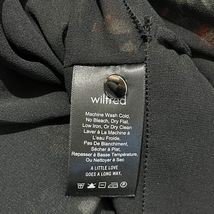 wilfred
Machine Wash Cold,
No Bleach, Dry Flat,
Low Iron, Or Dry Clean
Laver à La Machine à
L'eau Froide,
Pas De Blanchiment,
Sécher à Plat,
Repasser à Basse Température,
Ou Nettoyer à Sec
A LITTLE LOVE
GOES A LONG WAY.